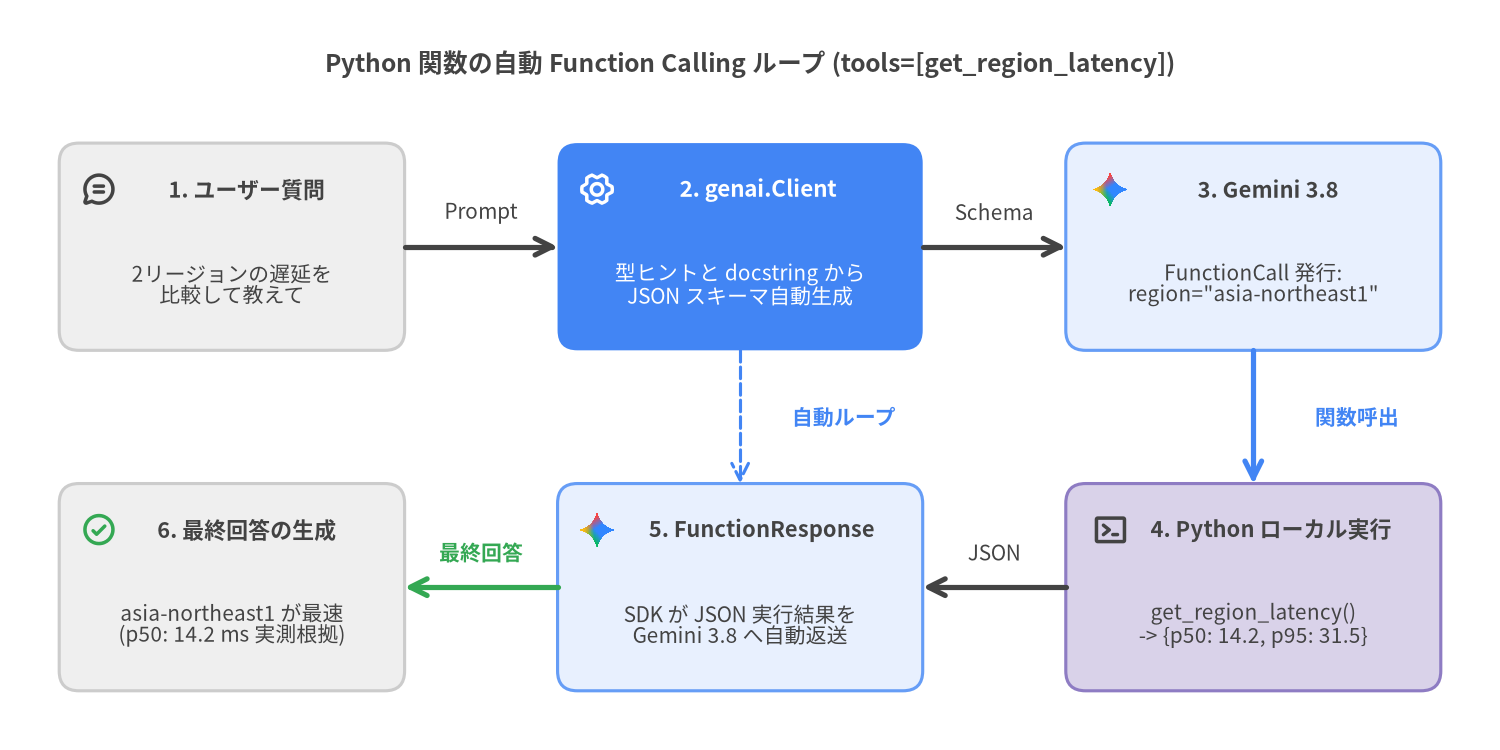 Python 関数の自動 Function Calling ループ (tools=[get_region_latency])
1. ユーザー質問
2リージョンの遅延を
比較して教えて
Prompt
2. genai.Client
型ヒントと docstring から
JSON スキーマ自動生成
Schema
3. Gemini 3.8
FunctionCall 発行:
region="asia-northeast1"
自動ループ
関数呼出
6. 最終回答の生成
asia-northeast1 が最速
(p50: 14.2 ms 実測根拠)
最終回答
5. FunctionResponse
SDK が JSON 実行結果を
Gemini 3.8 へ自動返送
JSON
4. Python ローカル実行
get_region_latency()
-> {p50: 14.2, p95: 31.5}